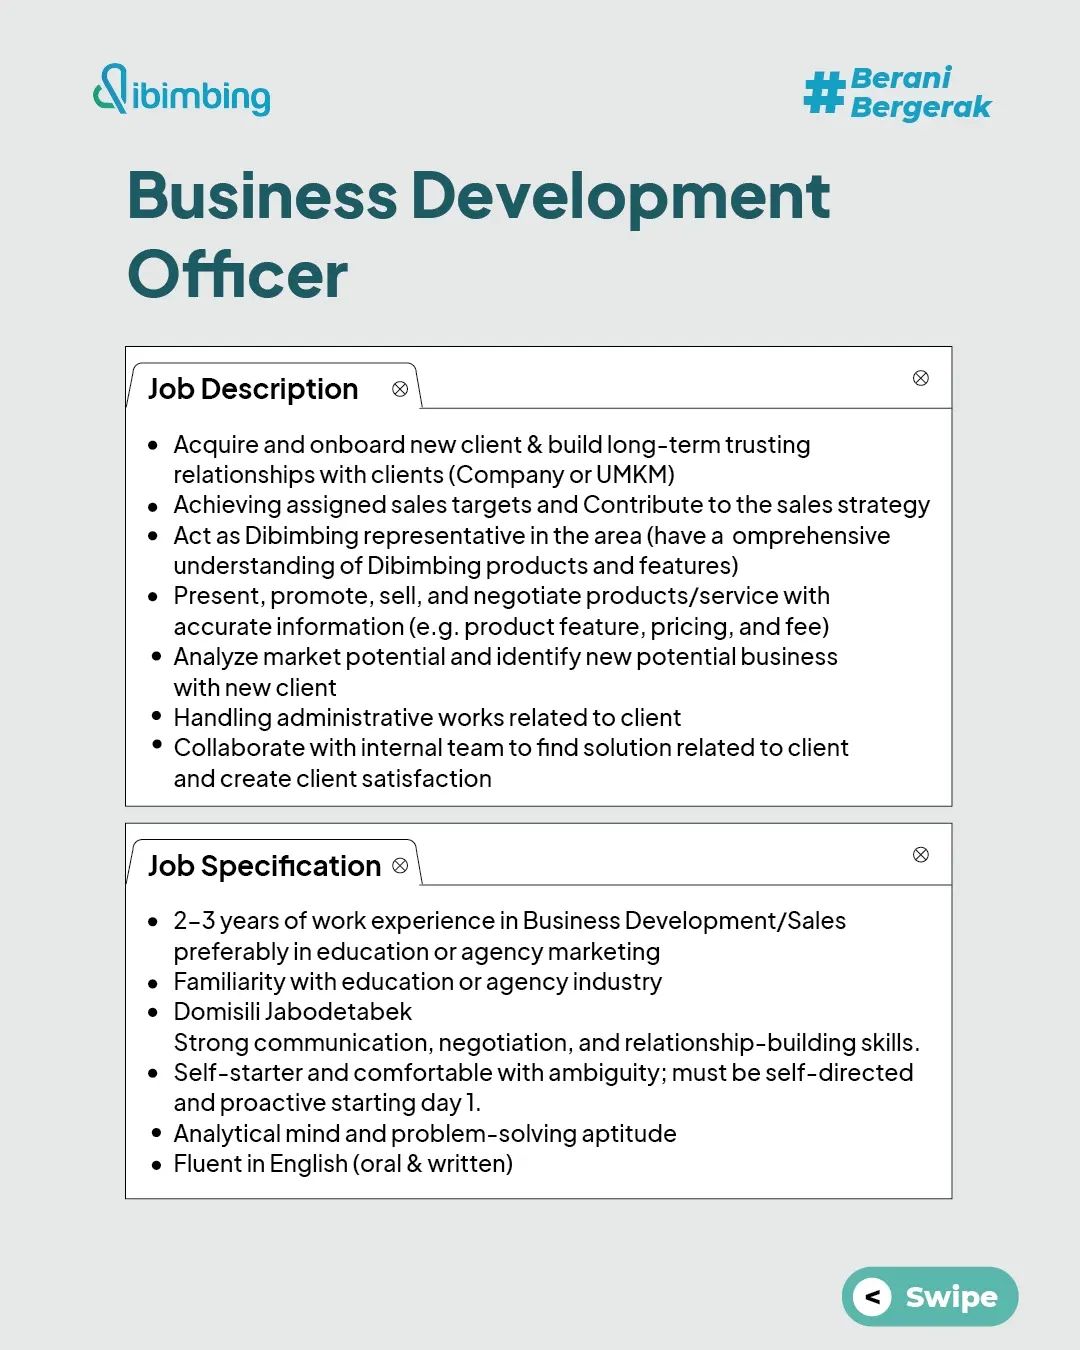 Dibimbing
#Berani
Bergerak
Business Development
Officer
Job Description
• Acquire and onboard new client & build long-term trusting
relationships with clients (Company or UMKM)
• Achieving assigned sales targets and Contribute to the sales strategy
• Act as Dibimbing representative in the area (have a  omprehensive
understanding of Dibimbing products and features)
• Present, promote, sell, and negotiate products/service with
accurate information (e.g. product feature, pricing, and fee)
• Analyze market potential and identify new potential business
with new client
• Handling administrative works related to client
• Collaborate with internal team to find solution related to client
and create client satisfaction
Job Specification
• 2–3 years of work experience in Business Development/Sales
preferably in education or agency marketing
• Familiarity with education or agency industry
• Domisili Jabodetabek
Strong communication, negotiation, and relationship-building skills.
• Self-starter and comfortable with ambiguity; must be self-directed
and proactive starting day 1.
• Analytical mind and problem-solving aptitude
• Fluent in English (oral & written)
< Swipe